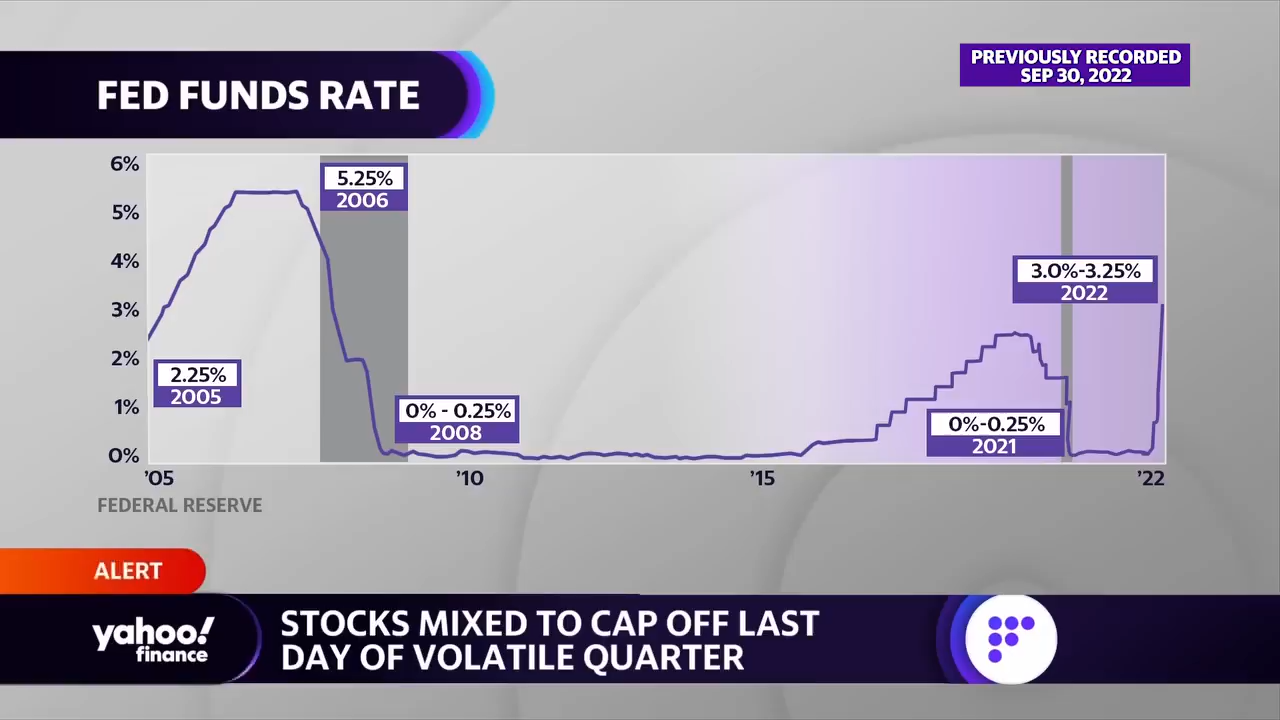 PREVIOUSLY RECORDED
SEP 30, 2022
FED FUNDS RATE
6%
5%
4%
3%
2%
1%
0%
5.25%
2006
3.0%-3.25%
2022
2.25%
2005
0% - 0.25%
2008
0%-0.25%
2021
'05
'10
'15
'22
FEDERAL RESERVE
ALERT
yahoo!
finance
STOCKS MIXED TO CAP OFF LAST
DAY OF VOLATILE QUARTER